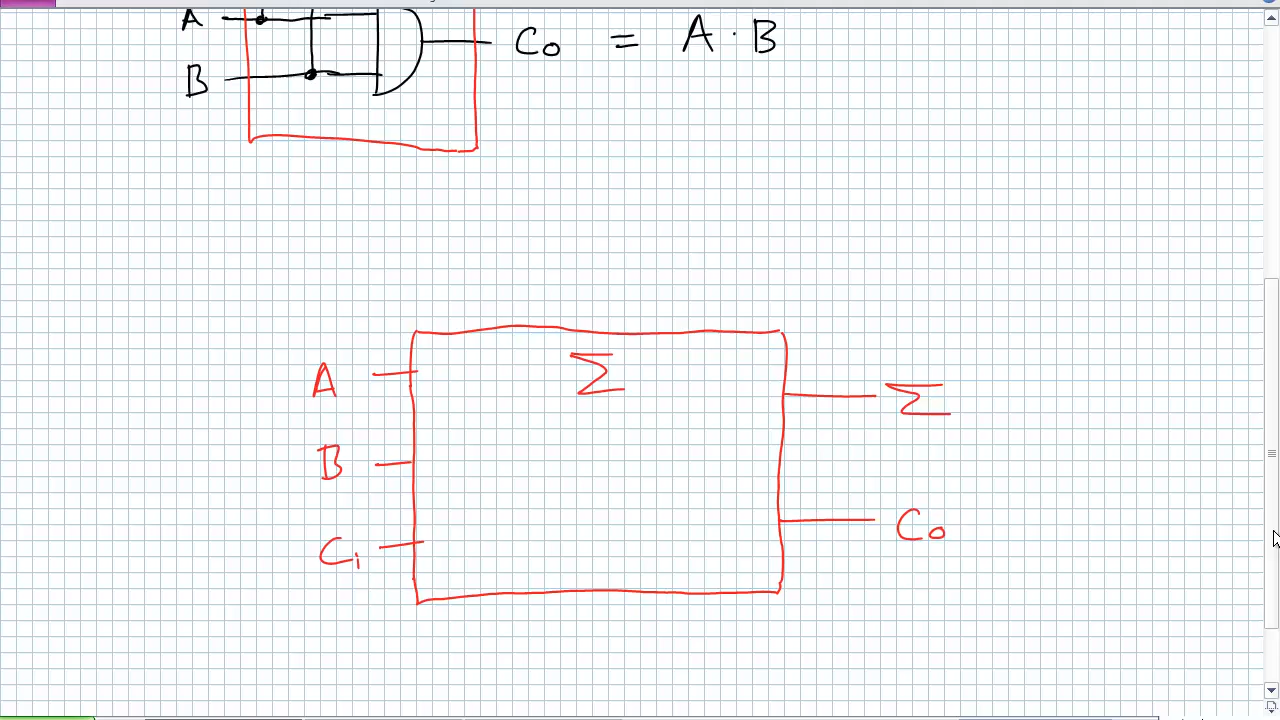 A
B Co = A · B
Σ
A Σ
B
Ci Co